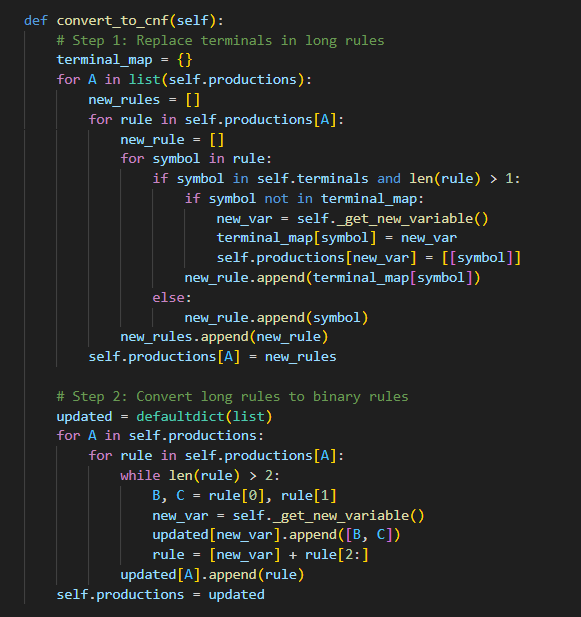 def convert_to_cnf(self):
    # Step 1: Replace terminals in long rules
    terminal_map = {}
    for A in list(self.productions):
        new_rules = []
        for rule in self.productions[A]:
            new_rule = []
            for symbol in rule:
                if symbol in self.terminals and len(rule) > 1:
                    if symbol not in terminal_map:
                        new_var = self._get_new_variable()
                        terminal_map[symbol] = new_var
                        self.productions[new_var] = [[symbol]]
                    new_rule.append(terminal_map[symbol])
                else:
                    new_rule.append(symbol)
            new_rules.append(new_rule)
        self.productions[A] = new_rules

    # Step 2: Convert long rules to binary rules
    updated = defaultdict(list)
    for A in self.productions:
        for rule in self.productions[A]:
            while len(rule) > 2:
                B, C = rule[0], rule[1]
                new_var = self._get_new_variable()
                updated[new_var].append([B, C])
                rule = [new_var] + rule[2:]
            updated[A].append(rule)
    self.productions = updated